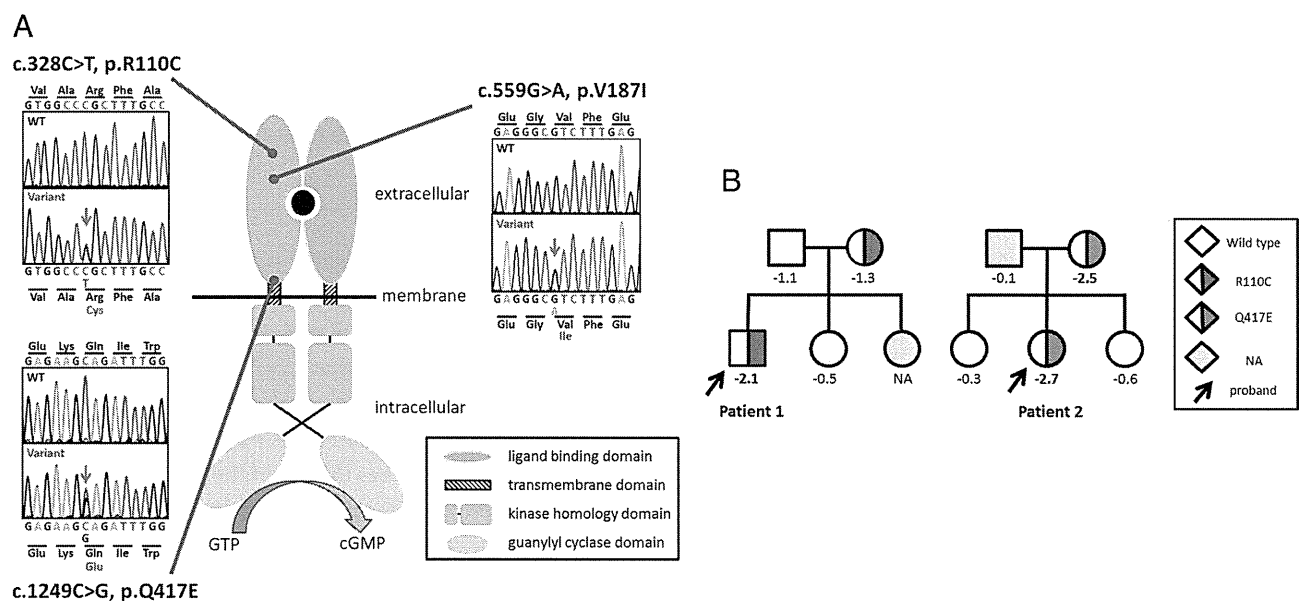 A
c.328C>T, p.R110C
Val Ala Arg Phe Ala
GTGGCCCGCTTTGCC
WT
Variant
GTGGCCCGCTTTGCC
T
Val Ala Arg Phe Ala
Cys
c.559G>A, p.V187I
Glu Gly Val Phe Glu
GAGGGCGTCTTTGAG
WT
Variant
GAGGGCGTCTTTGAG
A
Glu Gly Val Phe Glu
Ile
extracellular
membrane
intracellular
Glu Lys Gln Ile Trp
GAGAAGCAGATTTGG
WT
Variant
GAGAAGCAGATTTGG
G
Glu Lys Gln Ile Trp
Glu
c.1249C>G, p.Q417E
GTP
cGMP
ligand binding domain
transmembrane domain
kinase homology domain
guanylyl cyclase domain
B
-1.1
-1.3
-0.1
-2.5
-2.1
-0.5
NA
-0.3
-2.7
-0.6
Patient 1
Patient 2
Wild type
R110C
Q417E
NA
proband